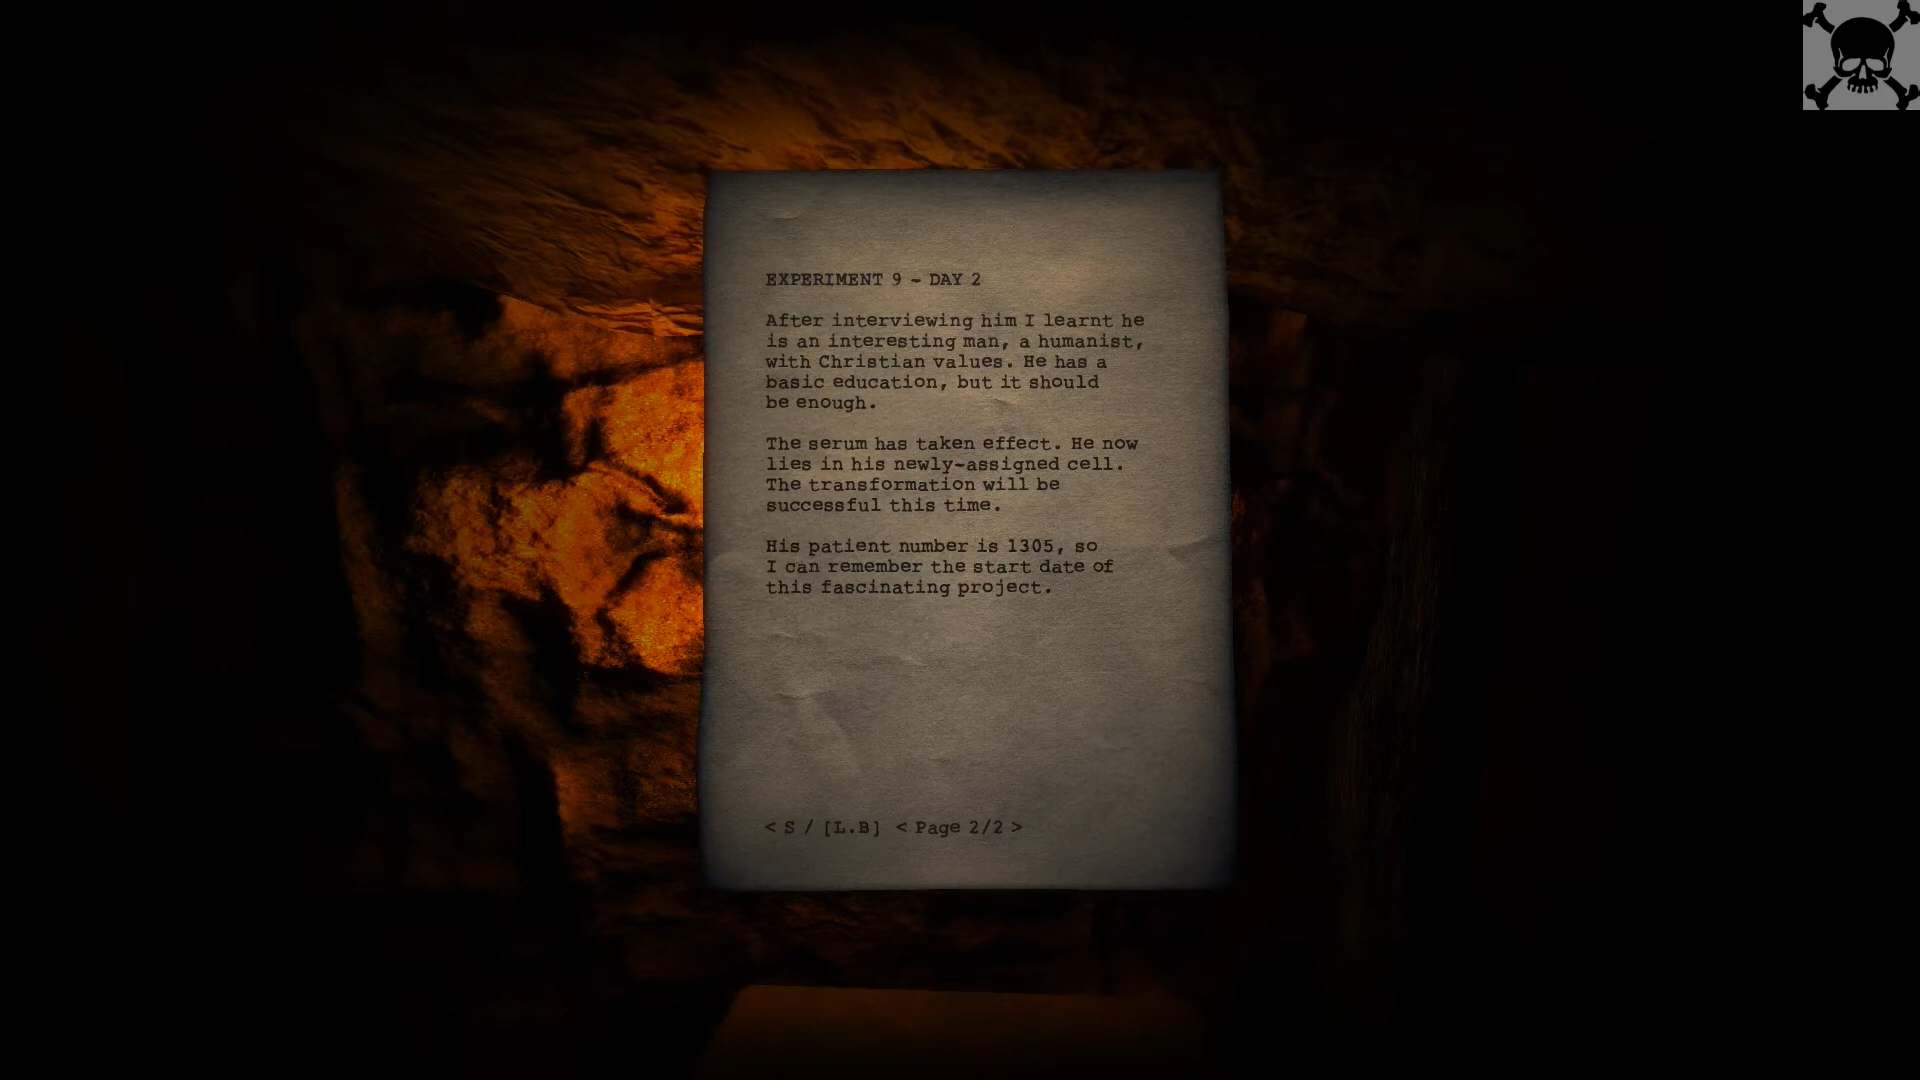 EXPERIMENT 9 - DAY 2
After interviewing him I learnt he
is an interesting man, a humanist,
with Christian values. He has a
basic education, but it should
be enough.
The serum has taken effect. He now
lies in his newly-assigned cell.
The transformation will be
successful this time.
His patient number is 1305, so
I can remember the start date of
this fascinating project.
< S / [L.B] < Page 2/2 >